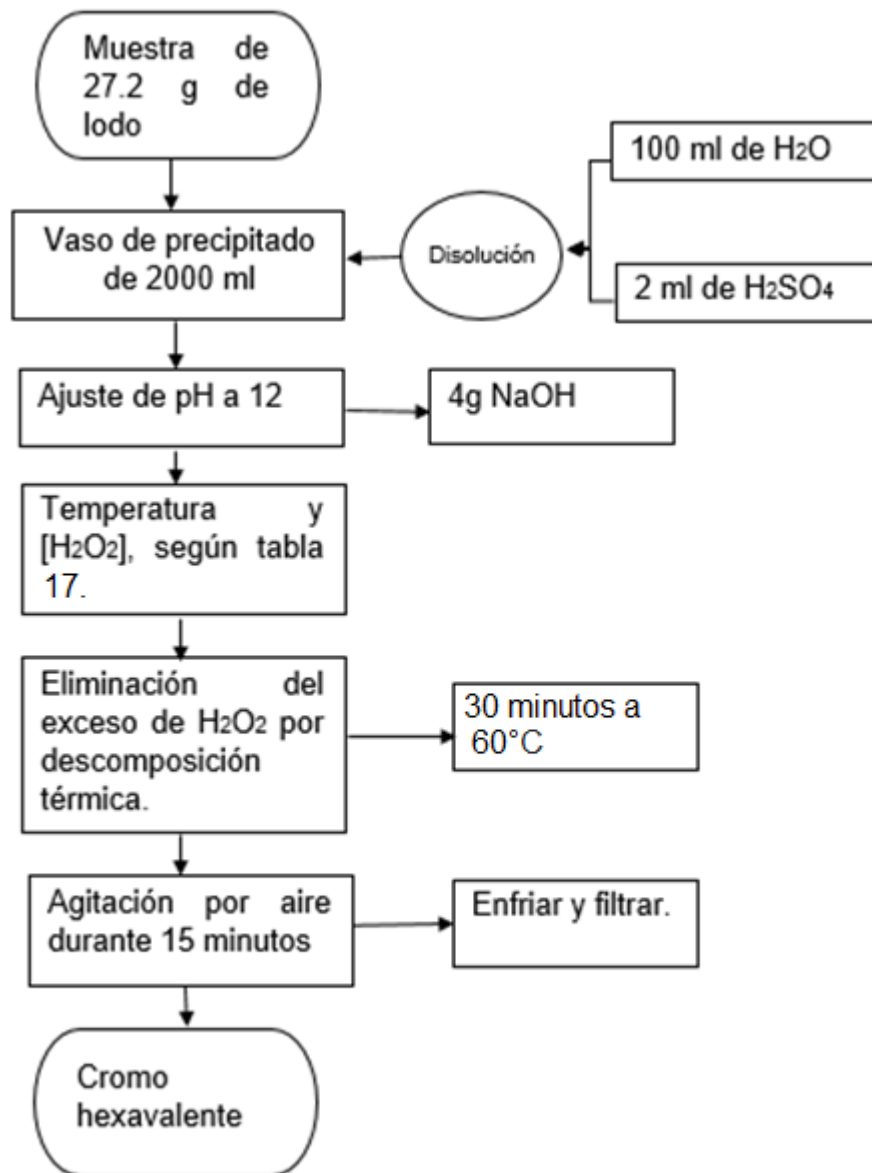 Muestra de
27.2 g de
lodo
100 ml de H2O
Vaso de precipitado
de 2000 ml
Disolución
2 ml de H2SO4
Ajuste de pH a 12
4g NaOH
Temperatura y
[H2O2], según tabla
17.
Eliminación del
exceso de H2O2 por
descomposición
térmica.
30 minutos a
60°C
Agitación por aire
durante 15 minutos
Enfriar y filtrar.
Cromo
hexavalente